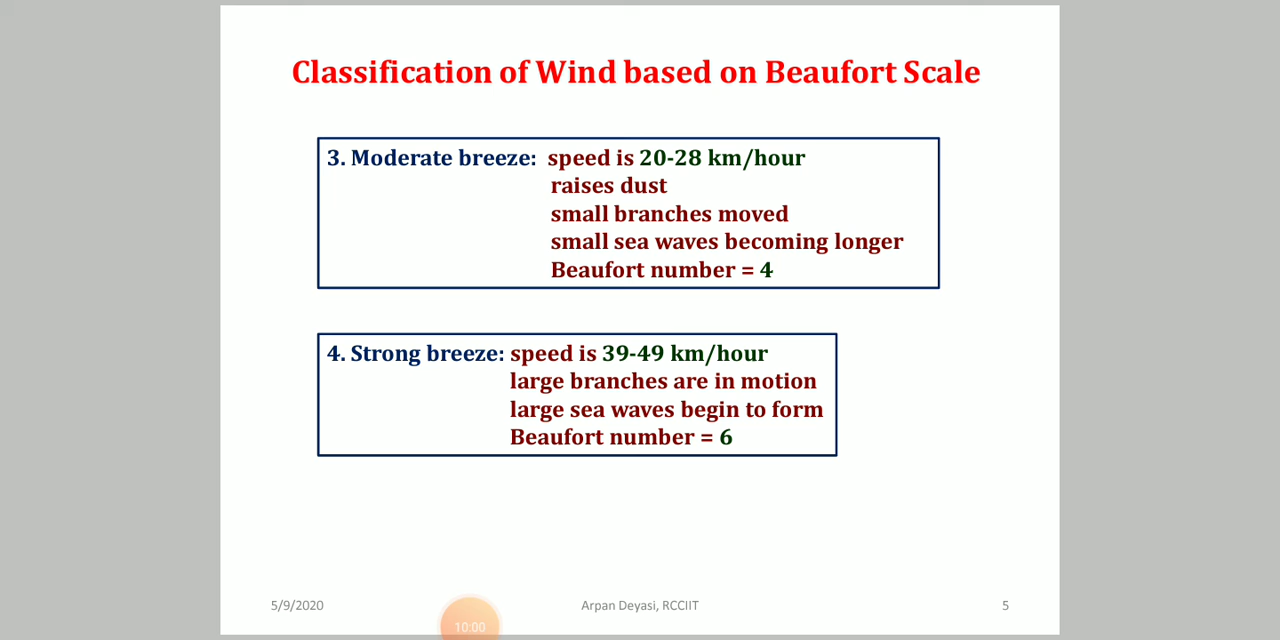 Classification of Wind based on Beaufort Scale
3. Moderate breeze: speed is 20-28 km/hour
raises dust
small branches moved
small sea waves becoming longer
Beaufort number = 4
4. Strong breeze: speed is 39-49 km/hour
large branches are in motion
large sea waves begin to form
Beaufort number = 6
5/9/2020
Arpan Deyasi, RCCIIT
5
10:00